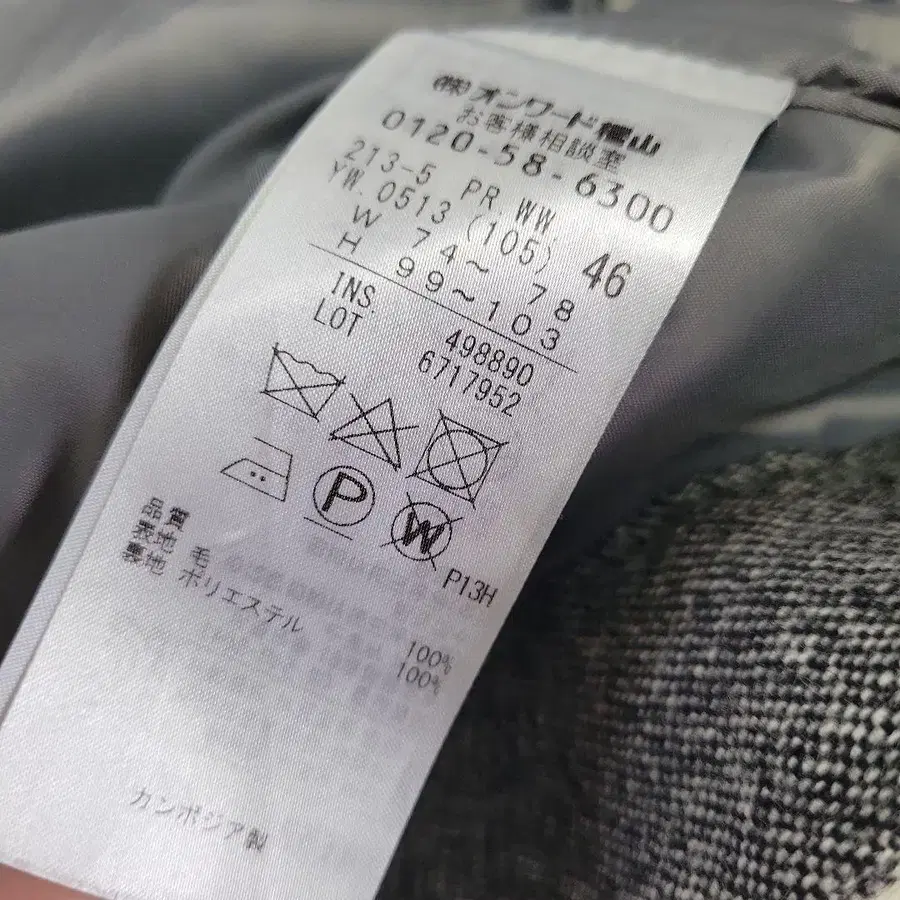 ㈱オンワード樫山
お客様相談室
0120-58-6300
213-5 PR WW
YW.0513 (105) 46
W 74～ 78
H 99～103
INS. 498890
LOT 6717952
P W
P13H
品質
表地 毛 100%
裏地 ポリエステル 100%
カンボジア製